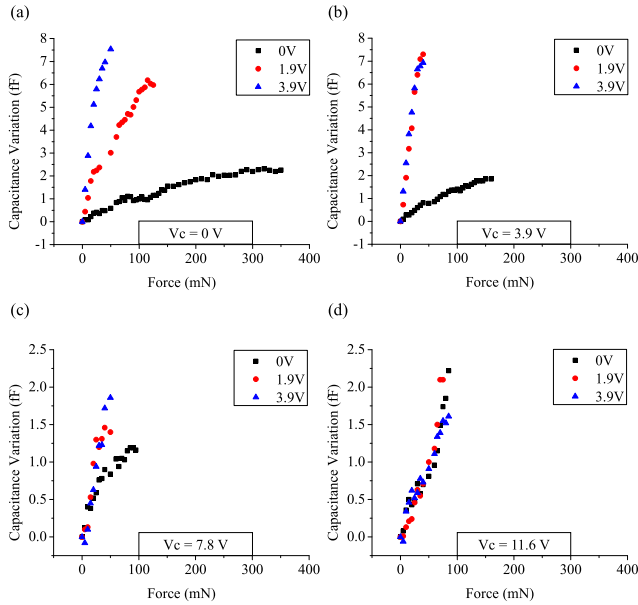 (a)
8
7
6
5
4
3
2
1
0
-1
Capacitance Variation (fF)
0V
1.9V
3.9V
Vc = 0 V
0 100 200 300 400
Force (mN)
(b)
8
7
6
5
4
3
2
1
0
-1
Capacitance Variation (fF)
0V
1.9V
3.9V
Vc = 3.9 V
0 100 200 300 400
Force (mN)
(c)
2.5
2.0
1.5
1.0
0.5
0.0
Capacitance Variation (fF)
0V
1.9V
3.9V
Vc = 7.8 V
0 100 200 300 400
Force (mN)
(d)
2.5
2.0
1.5
1.0
0.5
0.0
Capacitance Variation (fF)
0V
1.9V
3.9V
Vc = 11.6 V
0 100 200 300 400
Force (mN)